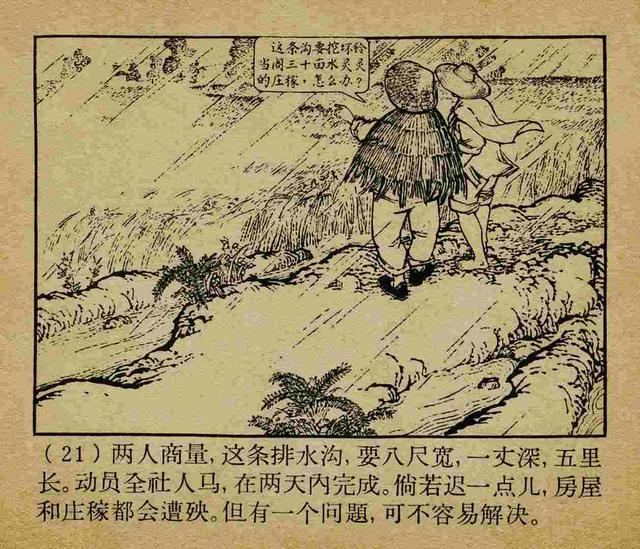 这条沟要挖坏给
当阁三十亩水灵灵
的庄稼，怎么办？
（21）两人商量，这条排水沟，要八尺宽，一丈深，五里
长。动员全社人马，在两天内完成。倘若迟一点儿，房屋
和庄稼都会遭殃。但有一个问题，可不容易解决。